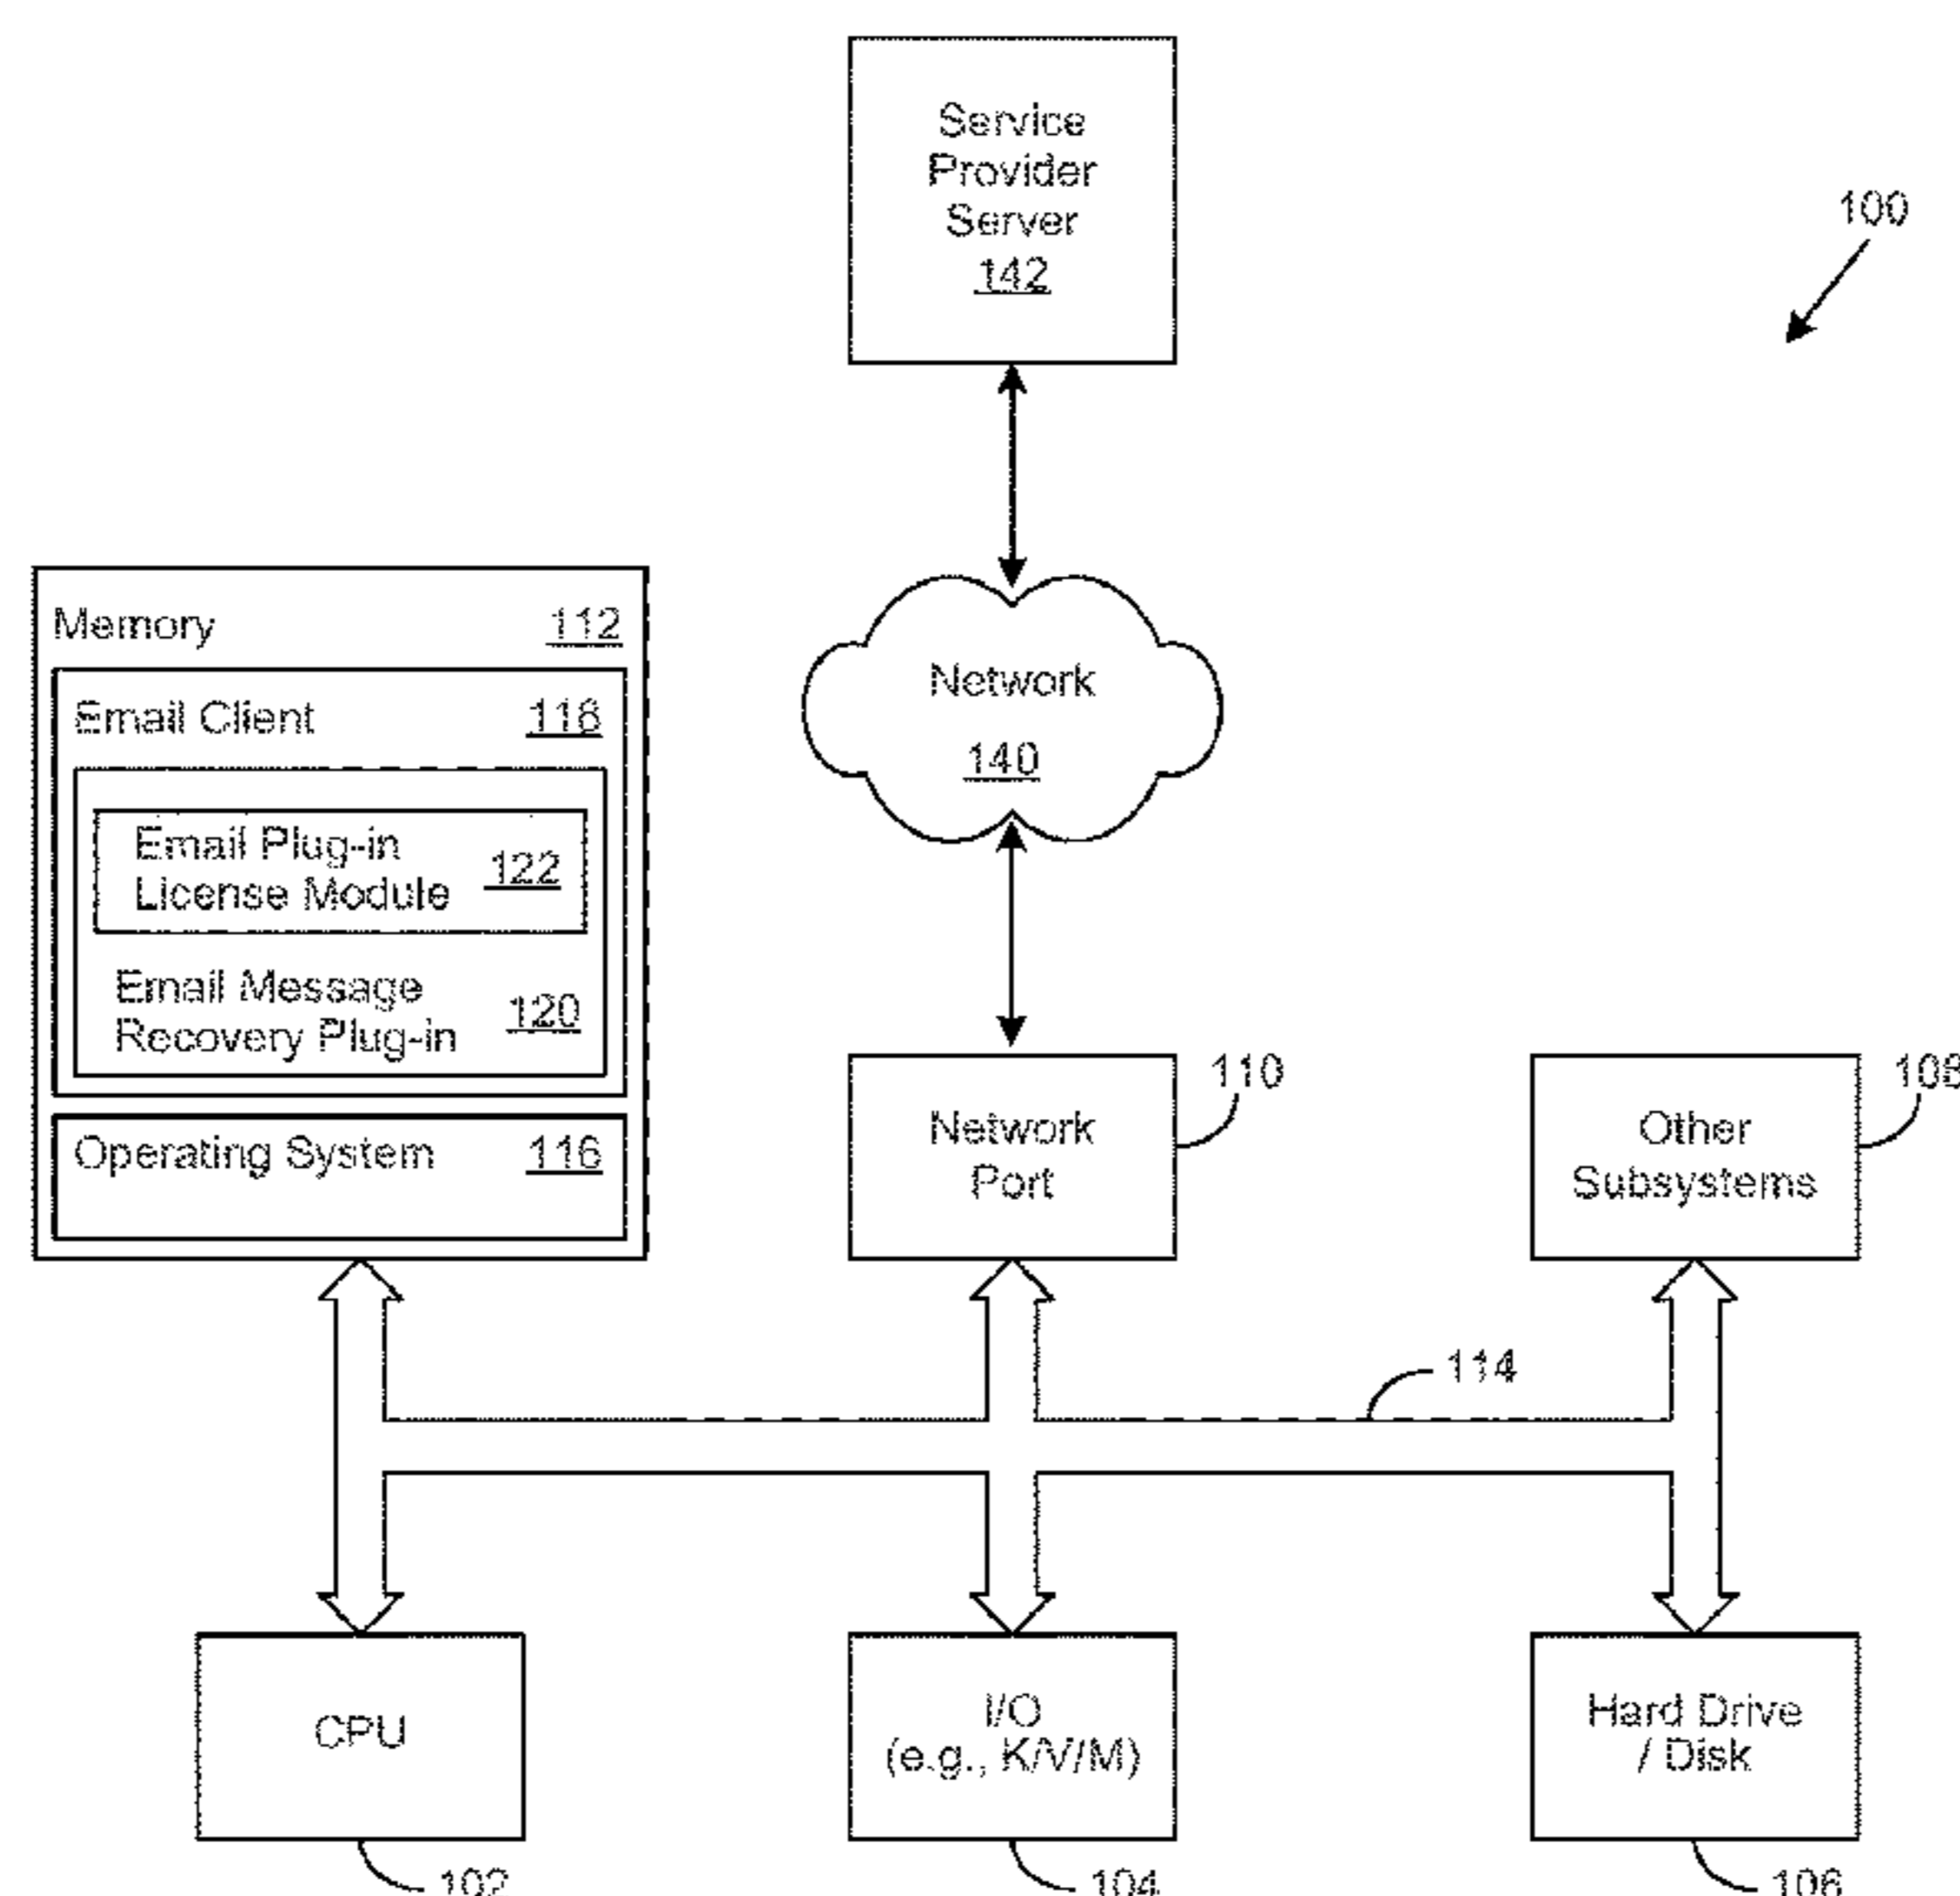 Service
Provider
Server
142
100
Memory 112
Email Client 118
Email Plug-in
License Module
122
Email Message
Recovery Plug-in
120
Operating System 116
Network
140
Network
Port
110
Other
Subsystems
108
114
CPU
102
I/O
(e.g., K/V/M)
104
Hard Drive
/ Disk
106